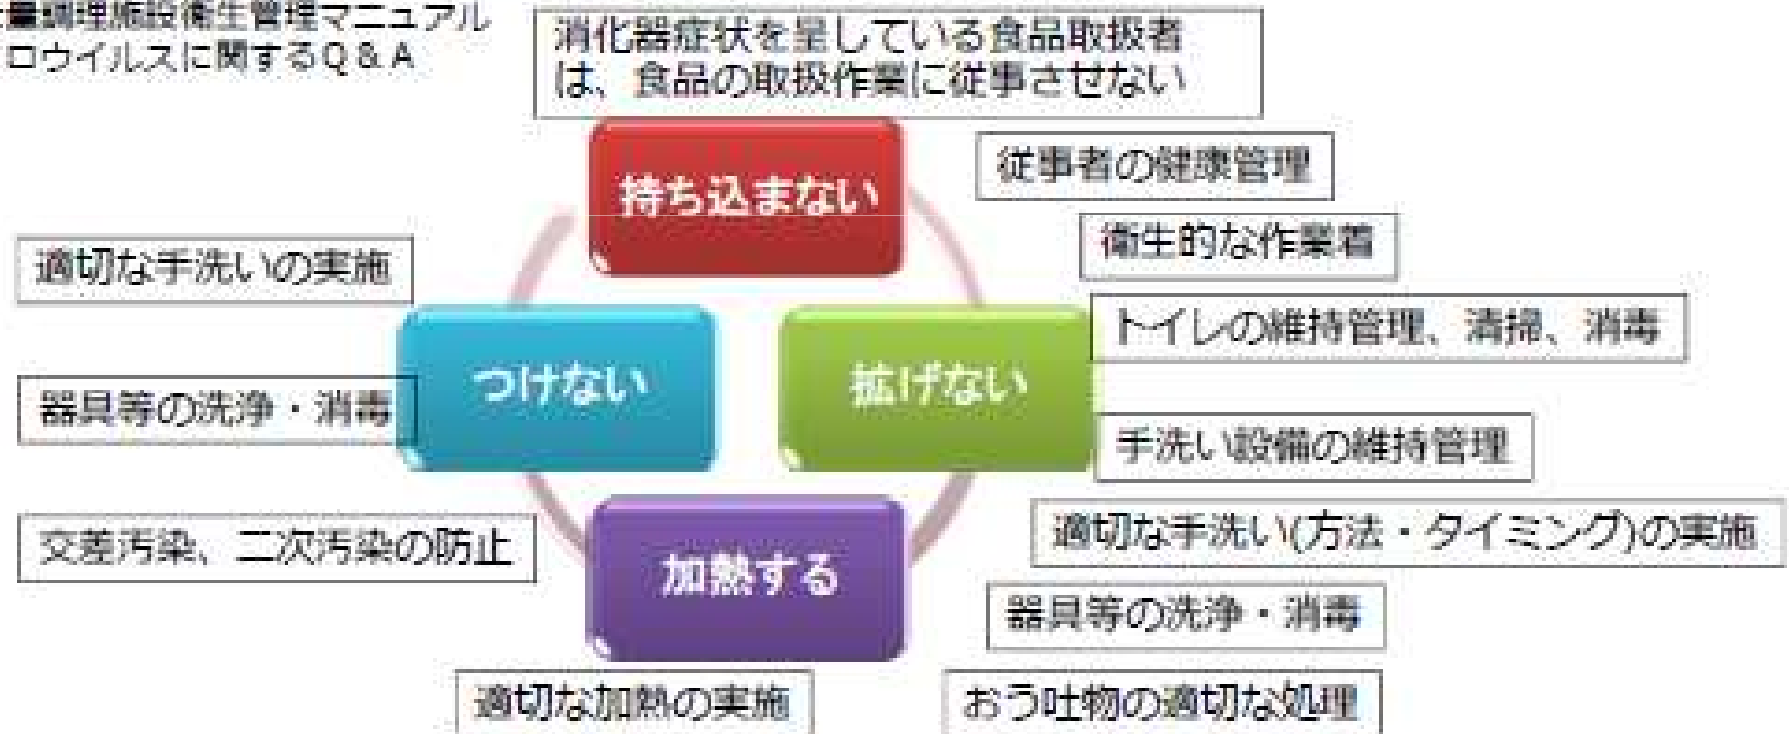 量調理施設衛生管理マニュアル
ロウイルスに関するQ&A
消化器症状を呈している食品取扱者
は、食品の取扱作業に従事させない
持ち込まない
従事者の健康管理
衛生的な作業着
適切な手洗いの実施
トイレの維持管理、清掃、消毒
つけない
拡げない
器具等の洗浄・消毒
手洗い設備の維持管理
交差汚染、二次汚染の防止
適切な手洗い(方法・タイミング)の実施
加熱する
器具等の洗浄・消毒
適切な加熱の実施
おう吐物の適切な処理